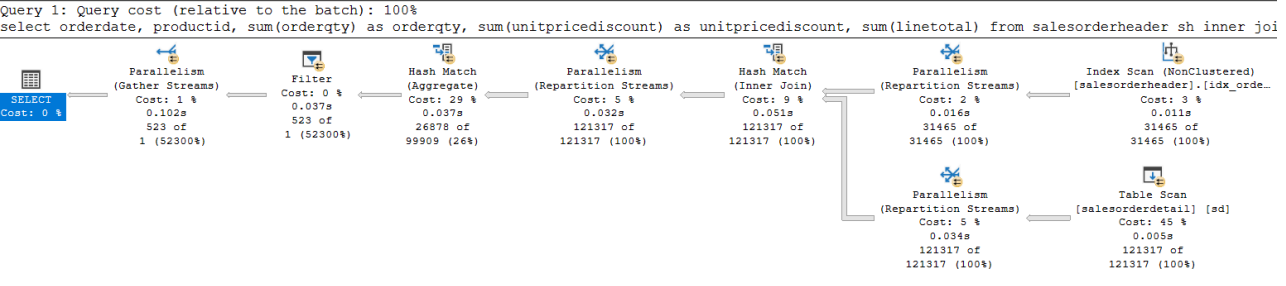 Query 1: Query cost (relative to the batch): 100%
select orderdate, productid, sum(orderqty) as orderqty, sum(unitpricediscount) as unitpricediscount, sum(linetotal) from salesorderheader sh inner joi
SELECT
Cost: 0 %
Parallelism
(Gather Streams)
Cost: 1 %
0.102s
523 of
1 (52300%)
Filter
Cost: 0 %
0.037s
523 of
1 (52300%)
Hash Match
(Aggregate)
Cost: 29 %
0.037s
26878 of
99909 (26%)
Parallelism
(Repartition Streams)
Cost: 5 %
0.032s
121317 of
121317 (100%)
Hash Match
(Inner Join)
Cost: 9 %
0.051s
121317 of
121317 (100%)
Parallelism
(Repartition Streams)
Cost: 2 %
0.016s
31465 of
31465 (100%)
Index Scan (NonClustered)
[salesorderheader].[idx_orde…
Cost: 3 %
0.011s
31465 of
31465 (100%)
Parallelism
(Repartition Streams)
Cost: 5 %
0.034s
121317 of
121317 (100%)
Table Scan
[salesorderdetail] [sd]
Cost: 45 %
0.005s
121317 of
121317 (100%)